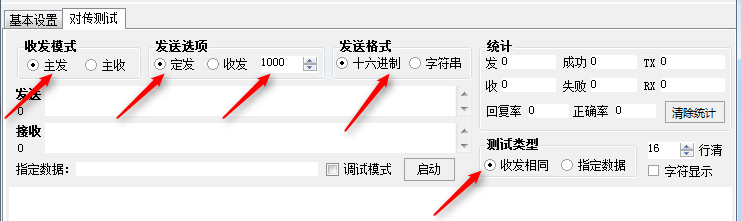 基本设置 对传测试
收发模式 发送选项 发送格式 统计
主发 主收 定发 收发 1000 十六进制 字符串 发 0 成功 0 TX 0
收 0 失败 0 RX 0
发送
0
回复率 0 正确率 0 清除统计
接收
0
测试类型 16 行清
指定数据: 调试模式 启动 收发相同 指定数据 字符显示